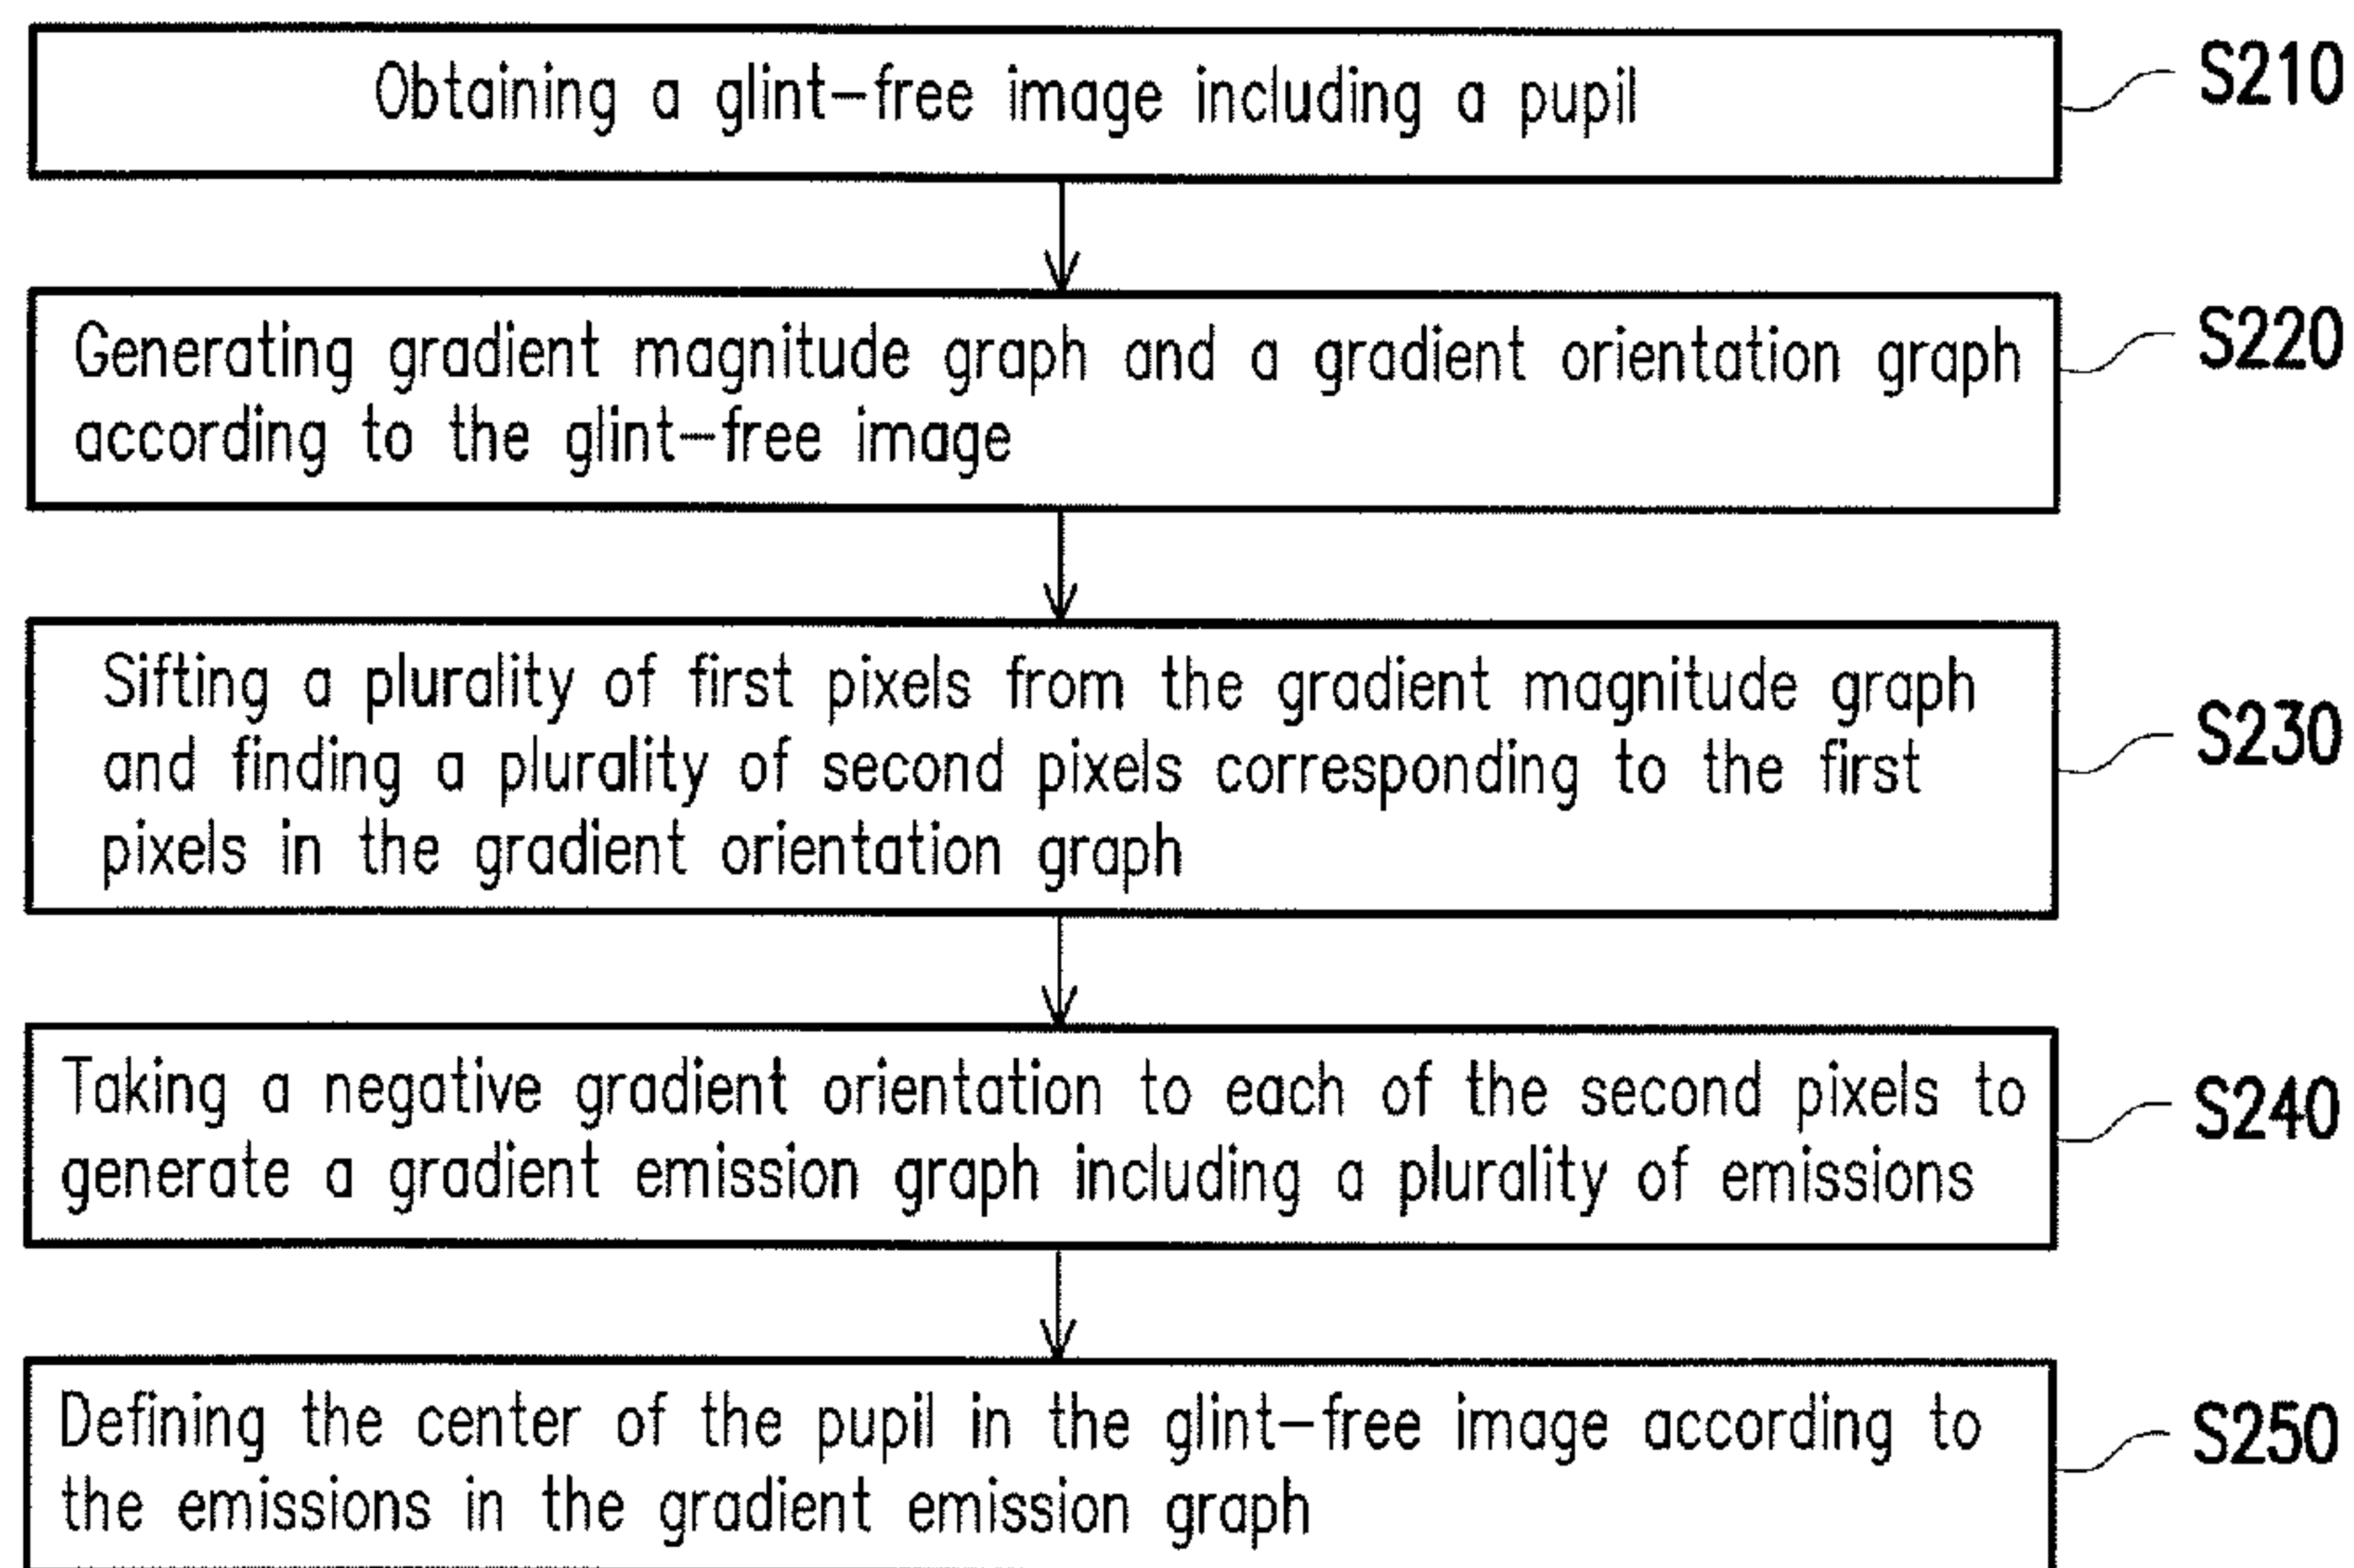 Obtaining a glint-free image including a pupil
S210
Generating gradient magnitude graph and a gradient orientation graph
according to the glint-free image
S220
Sifting a plurality of first pixels from the gradient magnitude graph
and finding a plurality of second pixels corresponding to the first
pixels in the gradient orientation graph
S230
Taking a negative gradient orientation to each of the second pixels to
generate a gradient emission graph including a plurality of emissions
S240
Defining the center of the pupil in the glint-free image according to
the emissions in the gradient emission graph
S250